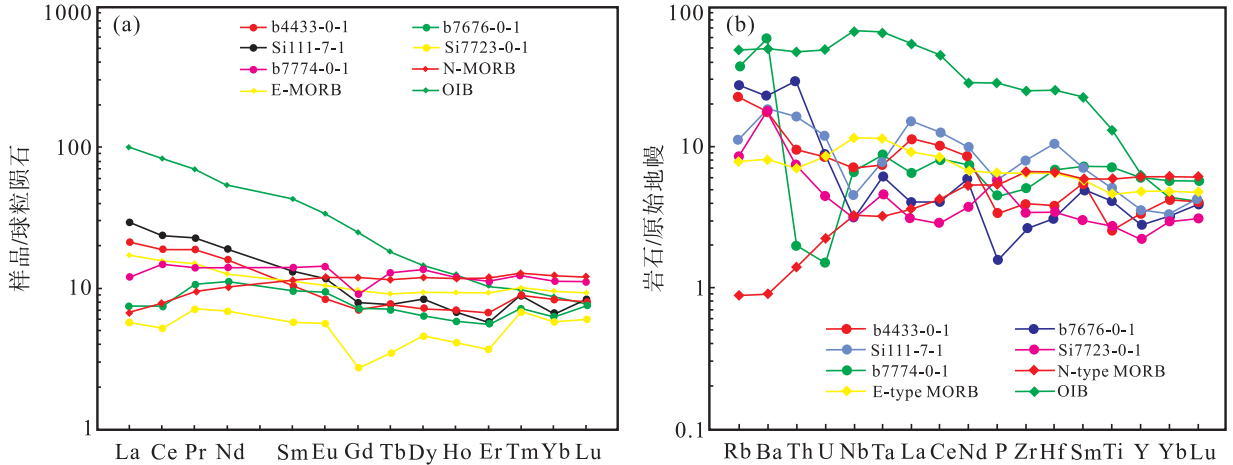 (a)
1000
100
10
1
样品/球粒陨石
b4433-0-1
b7676-0-1
Si111-7-1
Si7723-0-1
b7774-0-1
N-MORB
E-MORB
OIB
La Ce Pr Nd Sm Eu Gd Tb Dy Ho Er Tm Yb Lu
(b)
100
10
1
0.1
岩石/原始地幔
b4433-0-1
b7676-0-1
Si111-7-1
Si7723-0-1
b7774-0-1
N-type MORB
E-type MORB
OIB
Rb Ba Th U Nb Ta La Ce Nd P Zr Hf Sm Ti Y Yb Lu